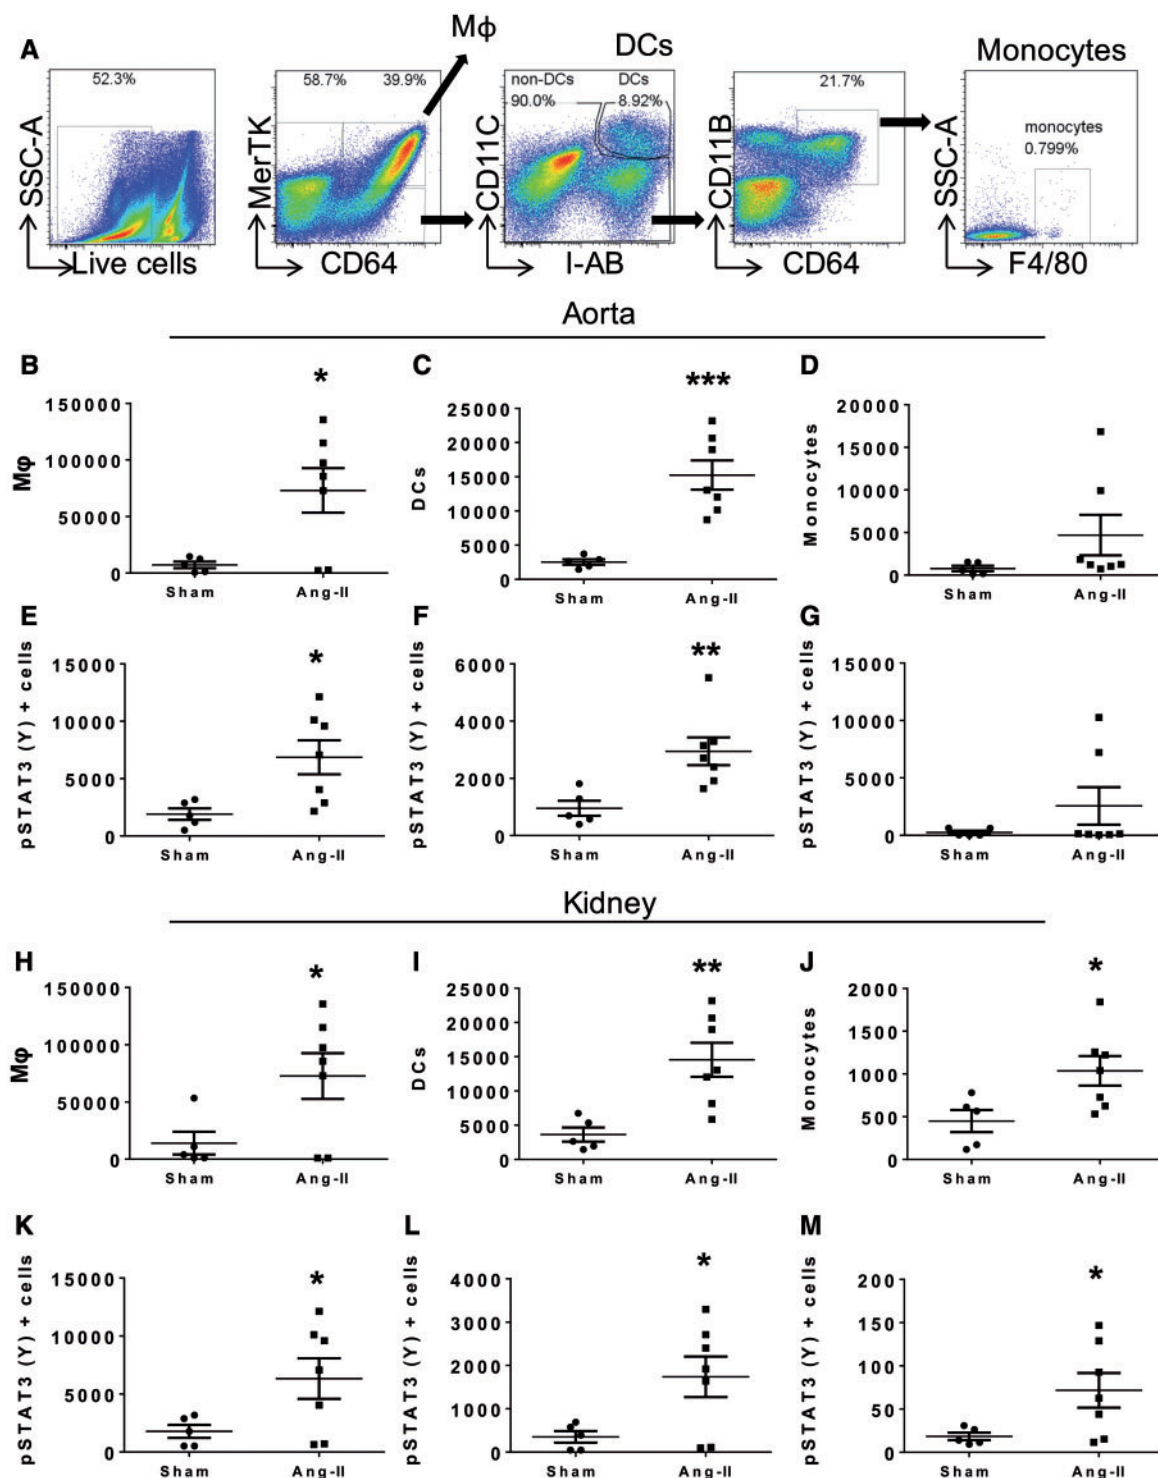 A
Mϕ
DCs
Monocytes
SSC-A
52.3%
Live cells
MerTK
58.7% 39.9%
CD64
CD11C
non-DCs DCs
90.0% 8.92%
I-AB
CD11B
21.7%
CD64
SSC-A
monocytes
0.799%
F4/80
Aorta
B
*
Mφ
150000
100000
50000
0
Sham Ang-II
C
***
DCs
25000
20000
15000
10000
5000
0
Sham Ang-II
D
Monocytes
20000
15000
10000
5000
0
Sham Ang-II
E
*
pSTAT3 (Y) + cells
15000
10000
5000
0
Sham Ang-II
F
**
pSTAT3 (Y) + cells
6000
4000
2000
0
Sham Ang-II
G
pSTAT3 (Y) + cells
15000
10000
5000
0
Sham Ang-II
Kidney
H
*
Mφ
150000
100000
50000
0
Sham Ang-II
I
**
DCs
25000
20000
15000
10000
5000
0
Sham Ang-II
J
*
Monocytes
2000
1500
1000
500
0
Sham Ang-II
K
*
pSTAT3 (Y) + cells
15000
10000
5000
0
Sham Ang-II
L
*
pSTAT3 (Y) + cells
4000
3000
2000
1000
0
Sham Ang-II
M
*
pSTAT3 (Y) + cells
200
150
100
50
0
Sham Ang-II